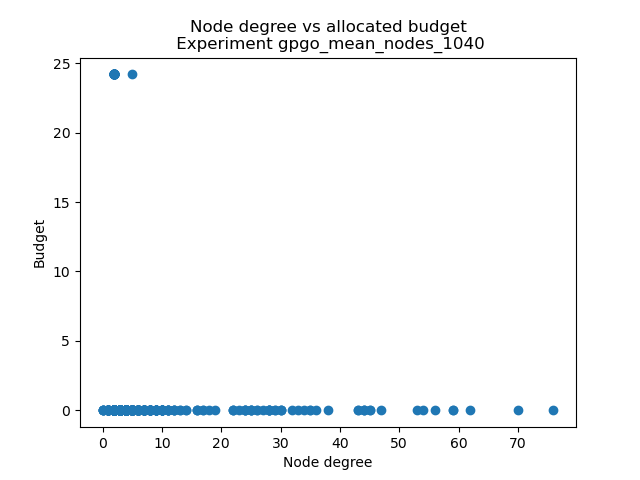 Node degree vs allocated budget
Experiment gpgo_mean_nodes_1040
25
20
15
10
5
0
Budget
0 10 20 30 40 50 60 70
Node degree